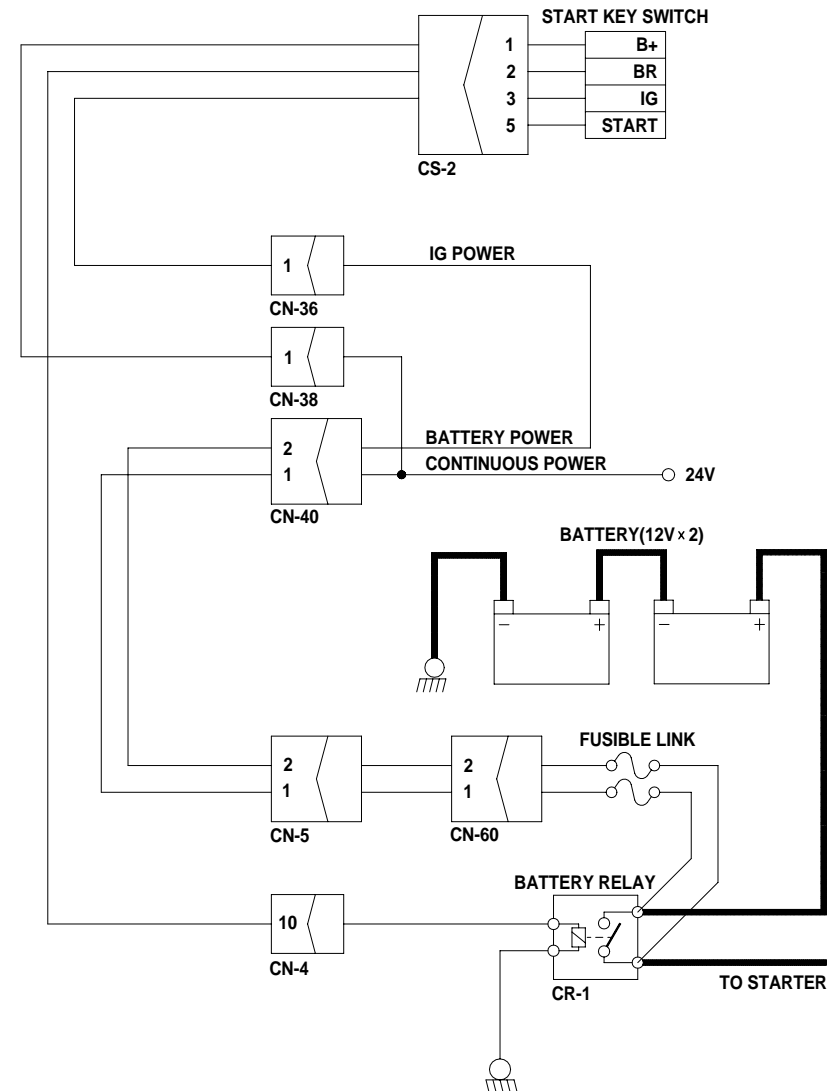 START KEY SWITCH
1 B+
2 BR
3 IG
5 START
CS-2
IG POWER
1
CN-36
1
CN-38
BATTERY POWER
2
CONTINUOUS POWER
1
24V
CN-40
BATTERY(12V×2)
− + − +
FUSIBLE LINK
2 2
1 1
CN-5 CN-60
BATTERY RELAY
10
CN-4
CR-1
TO STARTER